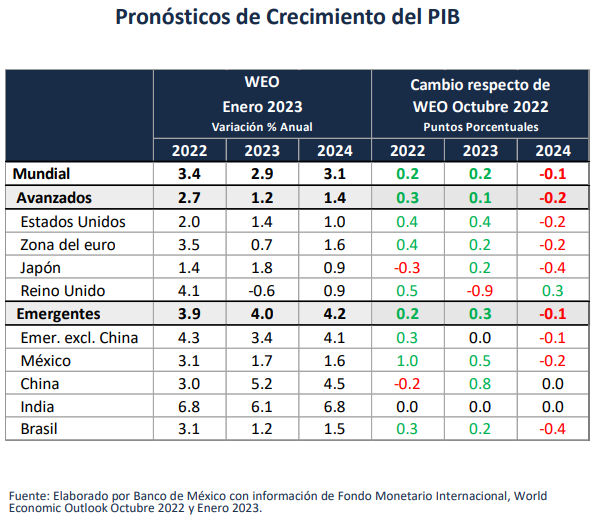 Pronósticos de Crecimiento del PIB
WEO
Enero 2023
Variación % Anual
Cambio respecto de
WEO Octubre 2022
Puntos Porcentuales
2022 2023 2024 2022 2023 2024
Mundial 3.4 2.9 3.1 0.2 0.2 -0.1
Avanzados 2.7 1.2 1.4 0.3 0.1 -0.2
Estados Unidos 2.0 1.4 1.0 0.4 0.4 -0.2
Zona del euro 3.5 0.7 1.6 0.4 0.2 -0.2
Japón 1.4 1.8 0.9 -0.3 0.2 -0.4
Reino Unido 4.1 -0.6 0.9 0.5 -0.9 0.3
Emergentes 3.9 4.0 4.2 0.2 0.3 -0.1
Emer. excl. China 4.3 3.4 4.1 0.3 0.0 -0.1
México 3.1 1.7 1.6 1.0 0.5 -0.2
China 3.0 5.2 4.5 -0.2 0.8 0.0
India 6.8 6.1 6.8 0.0 0.0 0.0
Brasil 3.1 1.2 1.5 0.3 0.2 -0.4
Fuente: Elaborado por Banco de México con información de Fondo Monetario Internacional, World
Economic Outlook Octubre 2022 y Enero 2023.